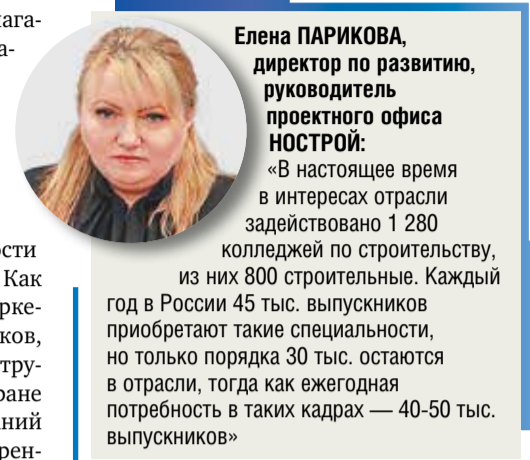 Елена ПАРИКОВА,
директор по развитию,
руководитель
проектного офиса
НОСТРОЙ:
«В настоящее время
в интересах отрасли
задействовано 1 280
колледжей по строительству,
из них 800 строительные. Каждый
год в России 45 тыс. выпускников
приобретают такие специальности,
но только порядка 30 тыс. остаются
в отрасли, тогда как ежегодная
потребность в таких кадрах — 40-50 тыс.
выпускников»
Как